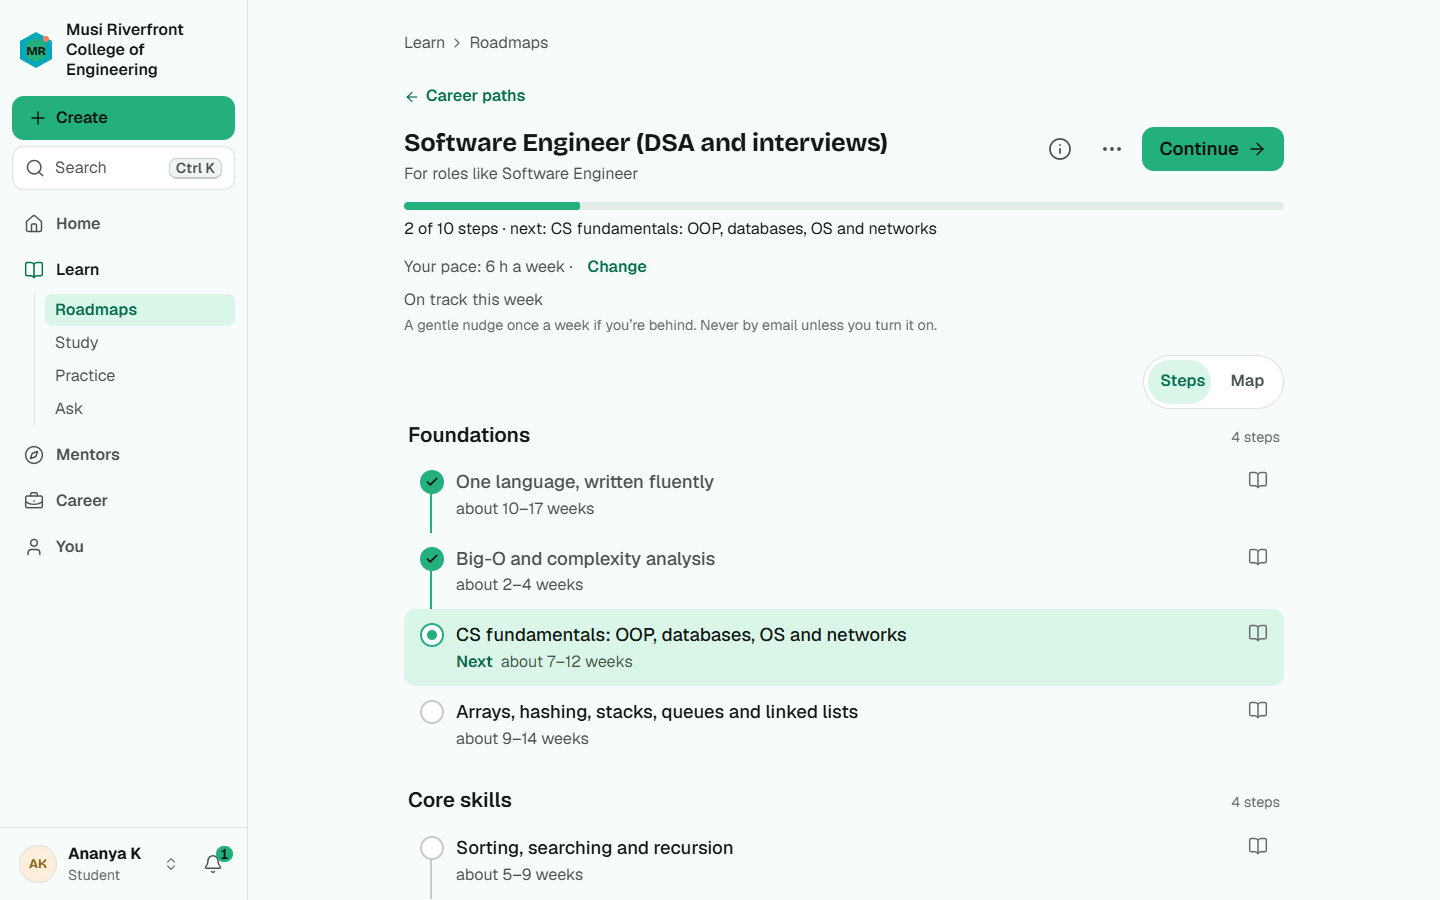 MR
Musi Riverfront
College of
Engineering
Create
Search
Ctrl K
Home
Learn
Roadmaps
Study
Practice
Ask
Mentors
Career
You
AK
Ananya K
Student
1
Learn
Roadmaps
Career paths
Software Engineer (DSA and interviews)
For roles like Software Engineer
Continue
2 of 10 steps · next: CS fundamentals: OOP, databases, OS and networks
Your pace: 6 h a week · Change
On track this week
A gentle nudge once a week if you’re behind. Never by email unless you turn it on.
Steps
Map
Foundations
4 steps
One language, written fluently
about 10–17 weeks
Big-O and complexity analysis
about 2–4 weeks
CS fundamentals: OOP, databases, OS and networks
Next about 7–12 weeks
Arrays, hashing, stacks, queues and linked lists
about 9–14 weeks
Core skills
4 steps
Sorting, searching and recursion
about 5–9 weeks